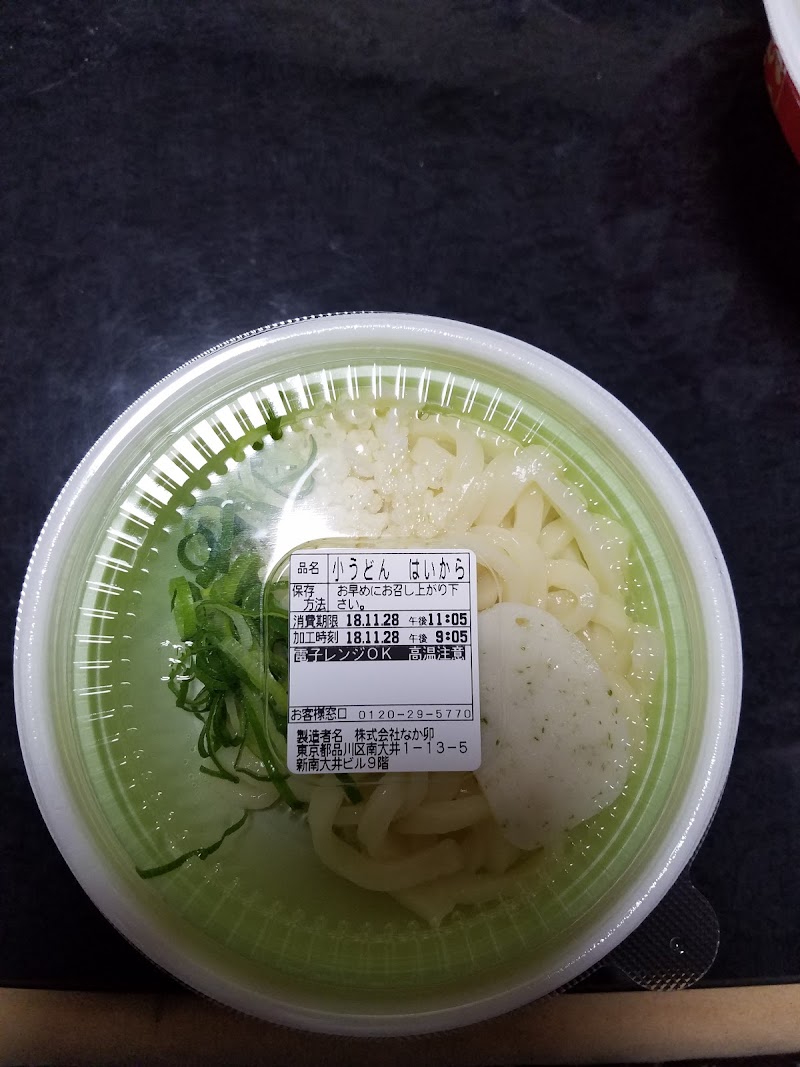 品名 小うどん はいから
保存 お早めにお召し上がり下
方法 さい。
消費期限 18.11.28 午後11:05
加工時刻 18.11.28 午後 9:05
電子レンジOK 高温注意
お客様窓口 0120-29-5770
製造者名 株式会社なか卯
東京都品川区南大井1-13-5
新南大井ビル9階